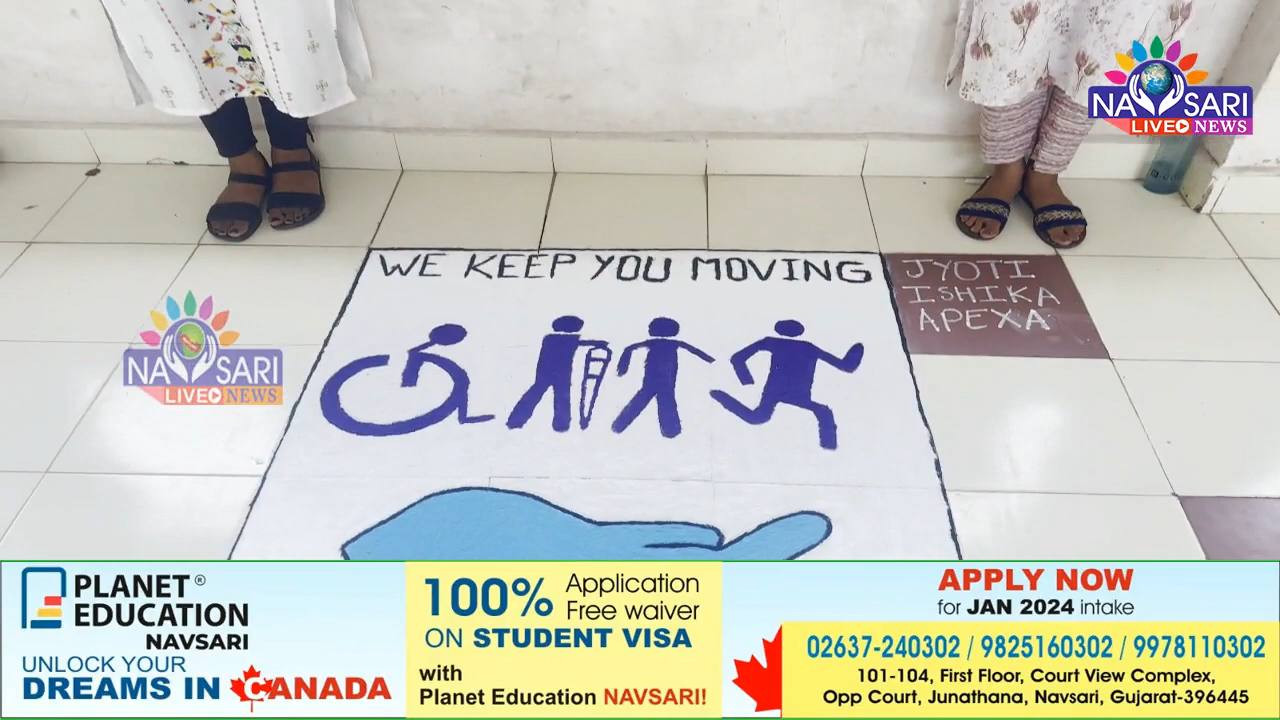 NAVSARI
LIVE NEWS
WE KEEP YOU MOVING
JYOTI
ISHIKA
APEXA
NAVSARI
LIVE NEWS
PLANET®
EDUCATION
NAVSARI
UNLOCK YOUR
DREAMS IN CANADA
100% Application
Free waiver
ON STUDENT VISA
with
Planet Education NAVSARI!
APPLY NOW
for JAN 2024 intake
02637-240302 / 9825160302 / 9978110302
101-104, First Floor, Court View Complex,
Opp Court, Junathana, Navsari, Gujarat-396445